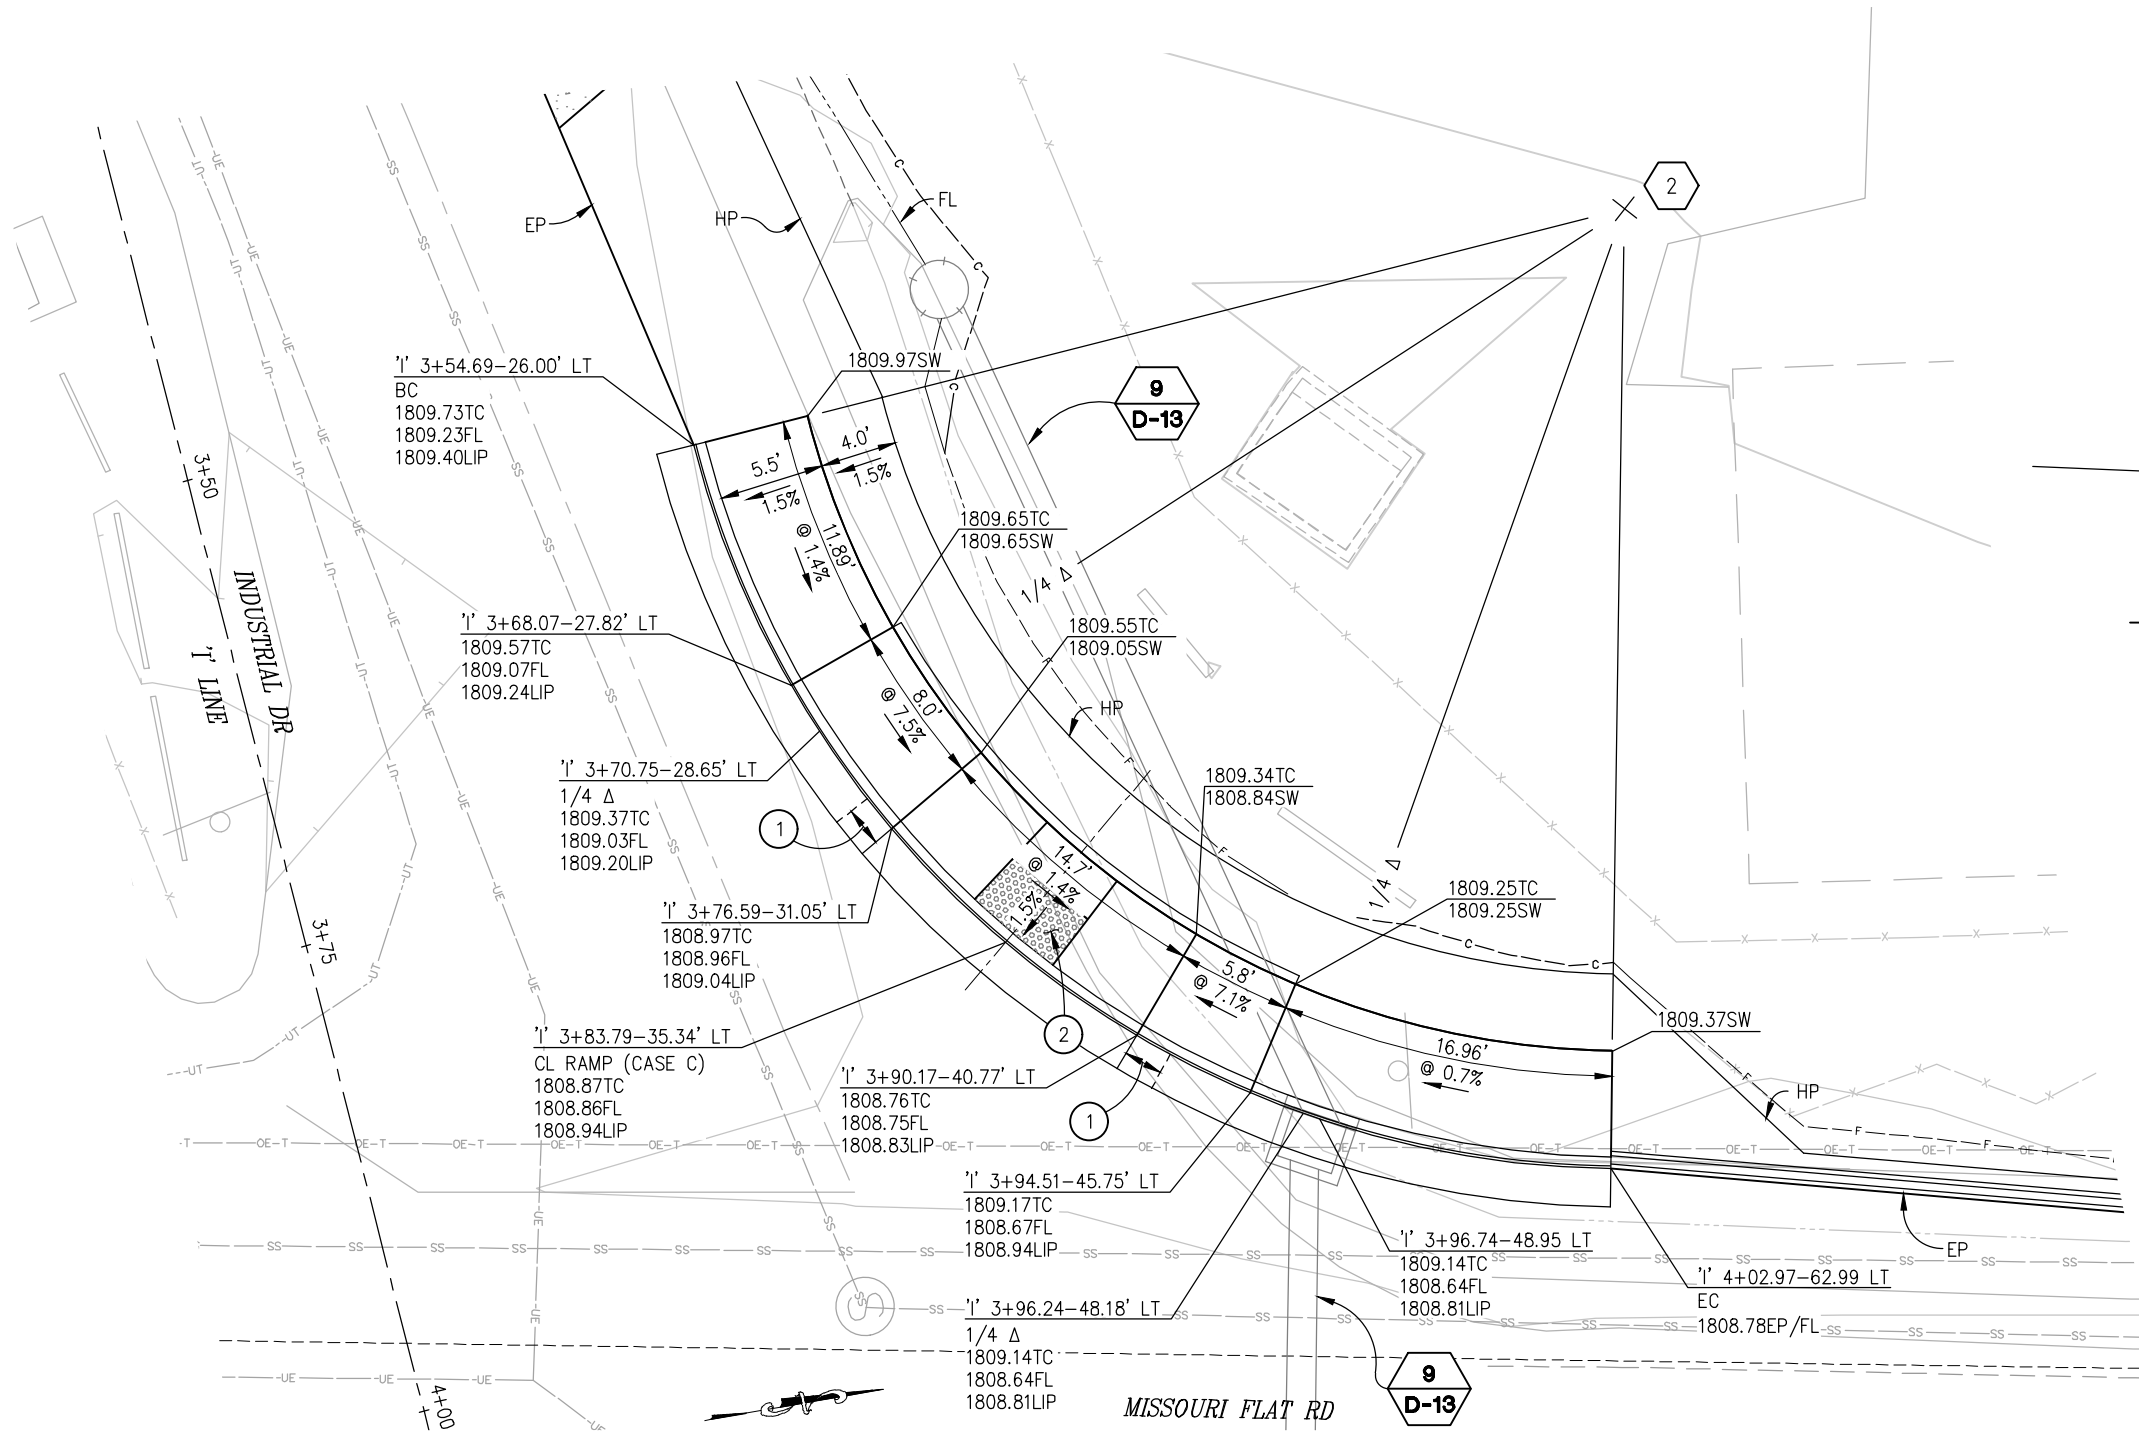 2
EP
HP
FL
'I' 3+54.69-26.00' LT
BC
1809.73TC
1809.23FL
1809.40LIP
1809.97SW
9
D-13
5.5'
1.5%
4.0'
1.5%
11.89'
@ 1.4%
1809.65TC
1809.65SW
1/4 Δ
3+50
INDUSTRIAL DR
'I' LINE
'I' 3+68.07-27.82' LT
1809.57TC
1809.07FL
1809.24LIP
1809.55TC
1809.05SW
8.0'
@ 7.5%
HP
'I' 3+70.75-28.65' LT
1/4 Δ
1809.37TC
1809.03FL
1809.20LIP
1
1809.34TC
1808.84SW
14.7'
@ 1.4%
1.5%
1/4 Δ
1809.25TC
1809.25SW
'I' 3+76.59-31.05' LT
1808.97TC
1808.96FL
1809.04LIP
3+75
5.8'
@ 7.1%
2
'I' 3+83.79-35.34' LT
CL RAMP (CASE C)
1808.87TC
1808.86FL
1808.94LIP
1809.37SW
16.96'
@ 0.7%
HP
'I' 3+90.17-40.77' LT
1808.76TC
1808.75FL
1808.83LIP
1
'I' 3+94.51-45.75' LT
1809.17TC
1808.67FL
1808.94LIP
'I' 3+96.74-48.95 LT
1809.14TC
1808.64FL
1808.81LIP
EP
'I' 4+02.97-62.99 LT
EC
1808.78EP/FL
'I' 3+96.24-48.18' LT
1/4 Δ
1809.14TC
1808.64FL
1808.81LIP
9
D-13
4+00
MISSOURI FLAT RD